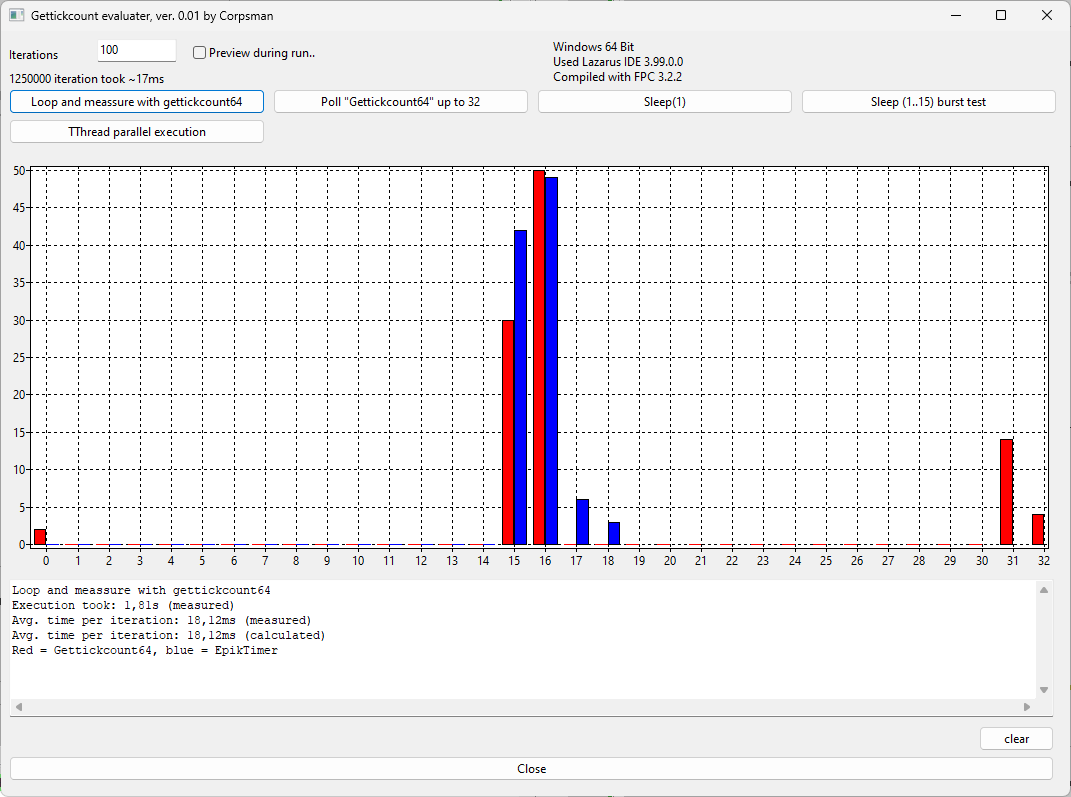 Gettickcount evaluater, ver. 0.01 by Corpsman
Iterations 100 Preview during run..
Windows 64 Bit
Used Lazarus IDE 3.99.0.0
Compiled with FPC 3.2.2
1250000 iteration took ~17ms
Loop and meassure with gettickcount64 Poll "Gettickcount64" up to 32 Sleep(1) Sleep (1..15) burst test
TThread parallel execution
50
45
40
35
30
25
20
15
10
5
0
0 1 2 3 4 5 6 7 8 9 10 11 12 13 14 15 16 17 18 19 20 21 22 23 24 25 26 27 28 29 30 31 32
Loop and meassure with gettickcount64
Execution took: 1,81s (measured)
Avg. time per iteration: 18,12ms (measured)
Avg. time per iteration: 18,12ms (calculated)
Red = Gettickcount64, blue = EpikTimer
clear
Close